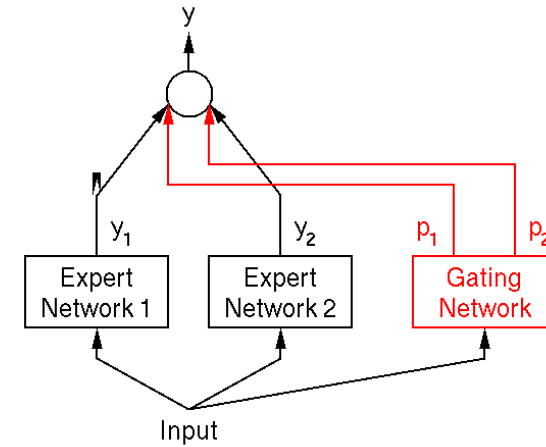 y
y₁
y₂
p₁
p₂
Expert
Network 1
Expert
Network 2
Gating
Network
Input